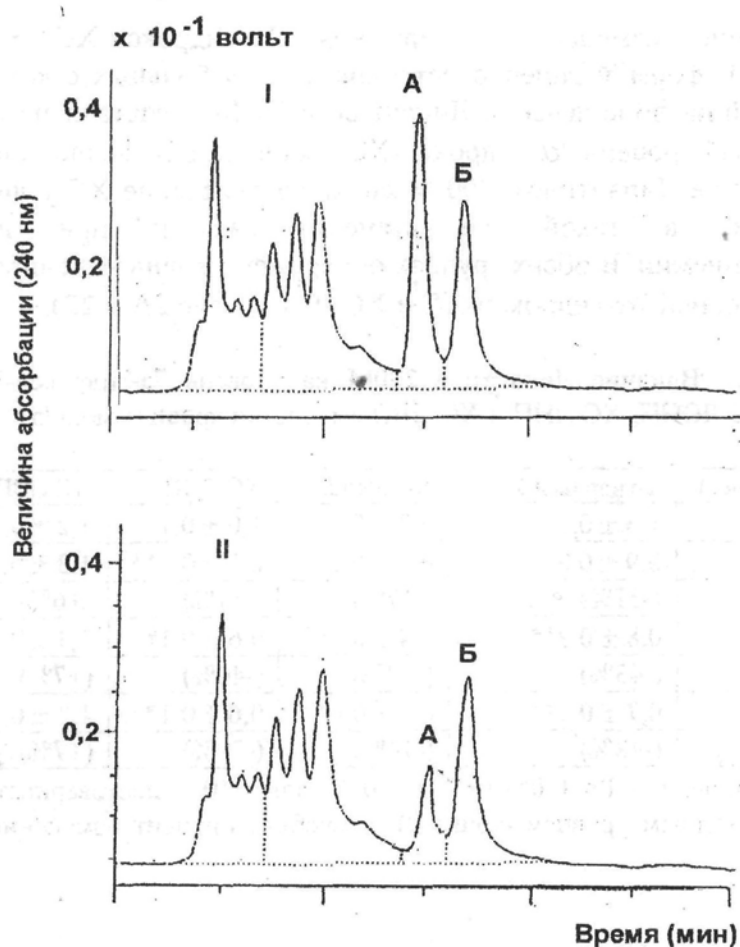 х 10⁻¹ вольт
I
А
Б
0,4
0,2
Величина абсорбации (240 нм)
II
А
Б
0,4
0,2
Время (мин)